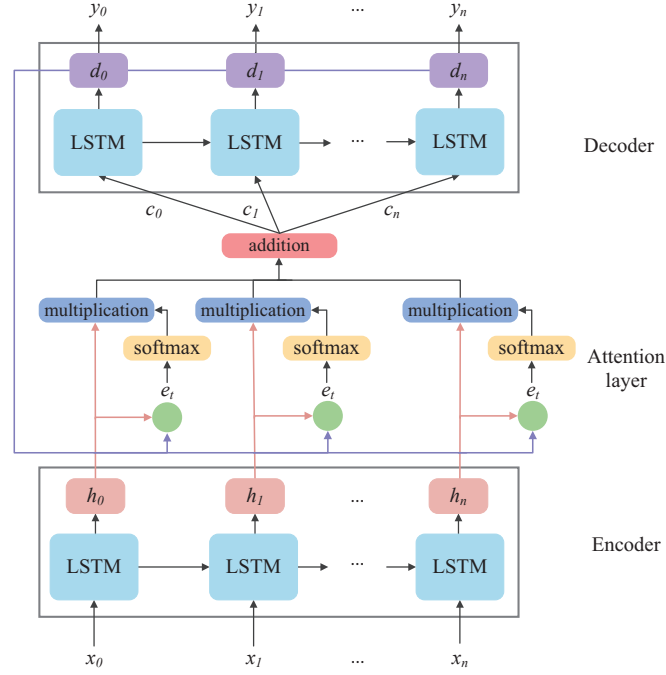 y0 y1 ... yn
d0 d1 dn
LSTM LSTM ... LSTM
Decoder
c0 c1 cn
addition
multiplication multiplication multiplication
softmax softmax softmax
Attention
layer
et et et
h0 h1 ... hn
Encoder
LSTM LSTM ... LSTM
x0 x1 ... xn